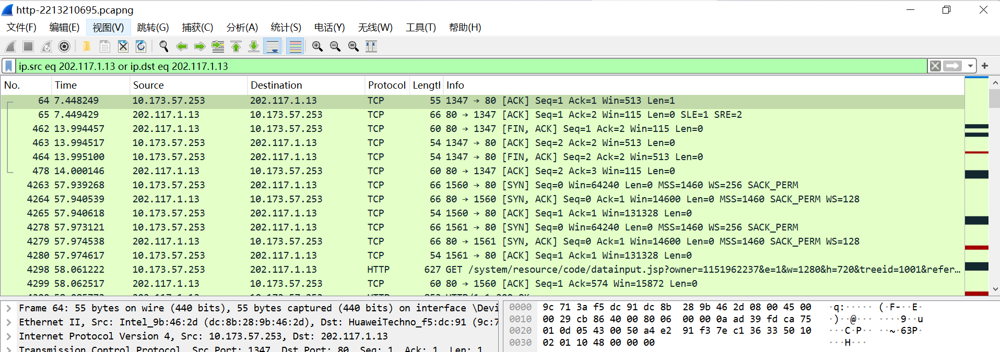 http-2213210695.pcapng
文件(F) 编辑(E) 视图(V) 跳转(G) 捕获(C) 分析(A) 统计(S) 电话(Y) 无线(W) 工具(T) 帮助(H)
ip.src eq 202.117.1.13 or ip.dst eq 202.117.1.13
No. Time Source Destination Protocol Length Info
64 7.448249 10.173.57.253 202.117.1.13 TCP 55 1347 → 80 [ACK] Seq=1 Ack=1 Win=513 Len=1
65 7.449429 202.117.1.13 10.173.57.253 TCP 66 80 → 1347 [ACK] Seq=1 Ack=2 Win=115 Len=0 SLE=1 SRE=2
462 13.994457 202.117.1.13 10.173.57.253 TCP 60 80 → 1347 [FIN, ACK] Seq=1 Ack=2 Win=115 Len=0
463 13.994517 10.173.57.253 202.117.1.13 TCP 54 1347 → 80 [ACK] Seq=2 Ack=2 Win=513 Len=0
464 13.995100 10.173.57.253 202.117.1.13 TCP 54 1347 → 80 [FIN, ACK] Seq=2 Ack=2 Win=513 Len=0
478 14.000146 202.117.1.13 10.173.57.253 TCP 60 80 → 1347 [ACK] Seq=2 Ack=3 Win=115 Len=0
4263 57.939268 10.173.57.253 202.117.1.13 TCP 66 1560 → 80 [SYN] Seq=0 Win=64240 Len=0 MSS=1460 WS=256 SACK_PERM
4264 57.940539 202.117.1.13 10.173.57.253 TCP 66 80 → 1560 [SYN, ACK] Seq=0 Ack=1 Win=14600 Len=0 MSS=1460 SACK_PERM WS=128
4265 57.940618 10.173.57.253 202.117.1.13 TCP 54 1560 → 80 [ACK] Seq=1 Ack=1 Win=131328 Len=0
4278 57.973121 10.173.57.253 202.117.1.13 TCP 66 1561 → 80 [SYN] Seq=0 Win=64240 Len=0 MSS=1460 WS=256 SACK_PERM
4279 57.974538 202.117.1.13 10.173.57.253 TCP 66 80 → 1561 [SYN, ACK] Seq=0 Ack=1 Win=14600 Len=0 MSS=1460 SACK_PERM WS=128
4280 57.974617 10.173.57.253 202.117.1.13 TCP 54 1561 → 80 [ACK] Seq=1 Ack=1 Win=131328 Len=0
4298 58.061222 10.173.57.253 202.117.1.13 HTTP 627 GET /system/resource/code/datainput.jsp?owner=1151962237&e=1&w=1280&h=720&treeid=1001&refer…
4299 58.062517 202.117.1.13 10.173.57.253 TCP 60 80 → 1560 [ACK] Seq=1 Ack=574 Win=15872 Len=0
Frame 64: 55 bytes on wire (440 bits), 55 bytes captured (440 bits) on interface \Devi
Ethernet II, Src: Intel_9b:46:2d (dc:8b:28:9b:46:2d), Dst: HuaweiTechno_f5:dc:91 (9c:7
Internet Protocol Version 4, Src: 10.173.57.253, Dst: 202.117.1.13
Transmission Control Protocol, Src Port: 1347, Dst Port: 80, Seq: 1, Ack: 1, Len: 1
0000 9c 71 3a f5 dc 91 dc 8b 28 9b 46 2d 08 00 45 00 ·q:····· (·F-··E·
0010 00 29 cb 86 40 00 80 06 00 00 0a ad 39 fd ca 75 ·)··@··· ····9··u
0020 01 0d 05 43 00 50 a4 e2 91 f3 7e c1 36 33 50 10 ···C·P·· ··~·63P·
0030 02 01 10 48 00 00 00 ···H···